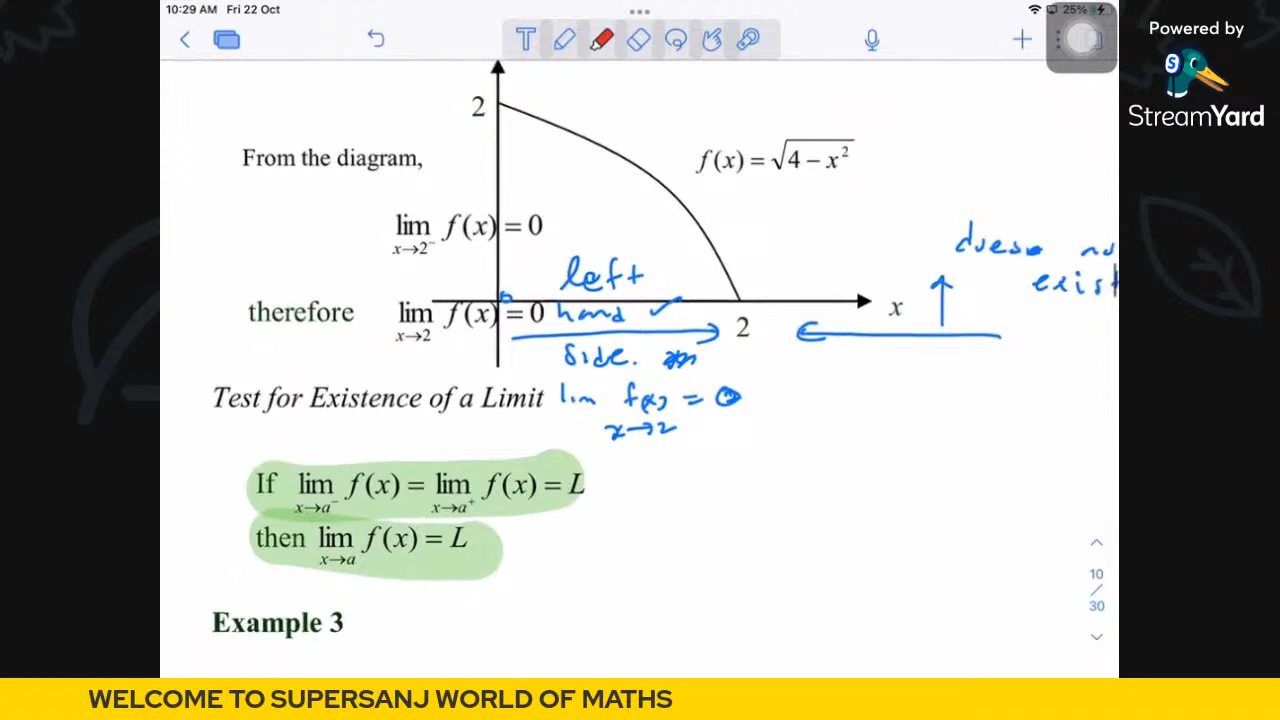 10:29 AM Fri 22 Oct
25%
Powered by
StreamYard
2
From the diagram,
f(x) = √4 − x²
lim f(x) = 0
x→2⁻
does no
exist
left
therefore lim f(x) = 0 hand ✓
x→2
2
x
side.
Test for Existence of a Limit lim f(x) = 0
x→2
If lim f(x) = lim f(x) = L
x→a⁻ x→a⁺
then lim f(x) = L
x→a
10
/
30
Example 3
WELCOME TO SUPERSANJ WORLD OF MATHS